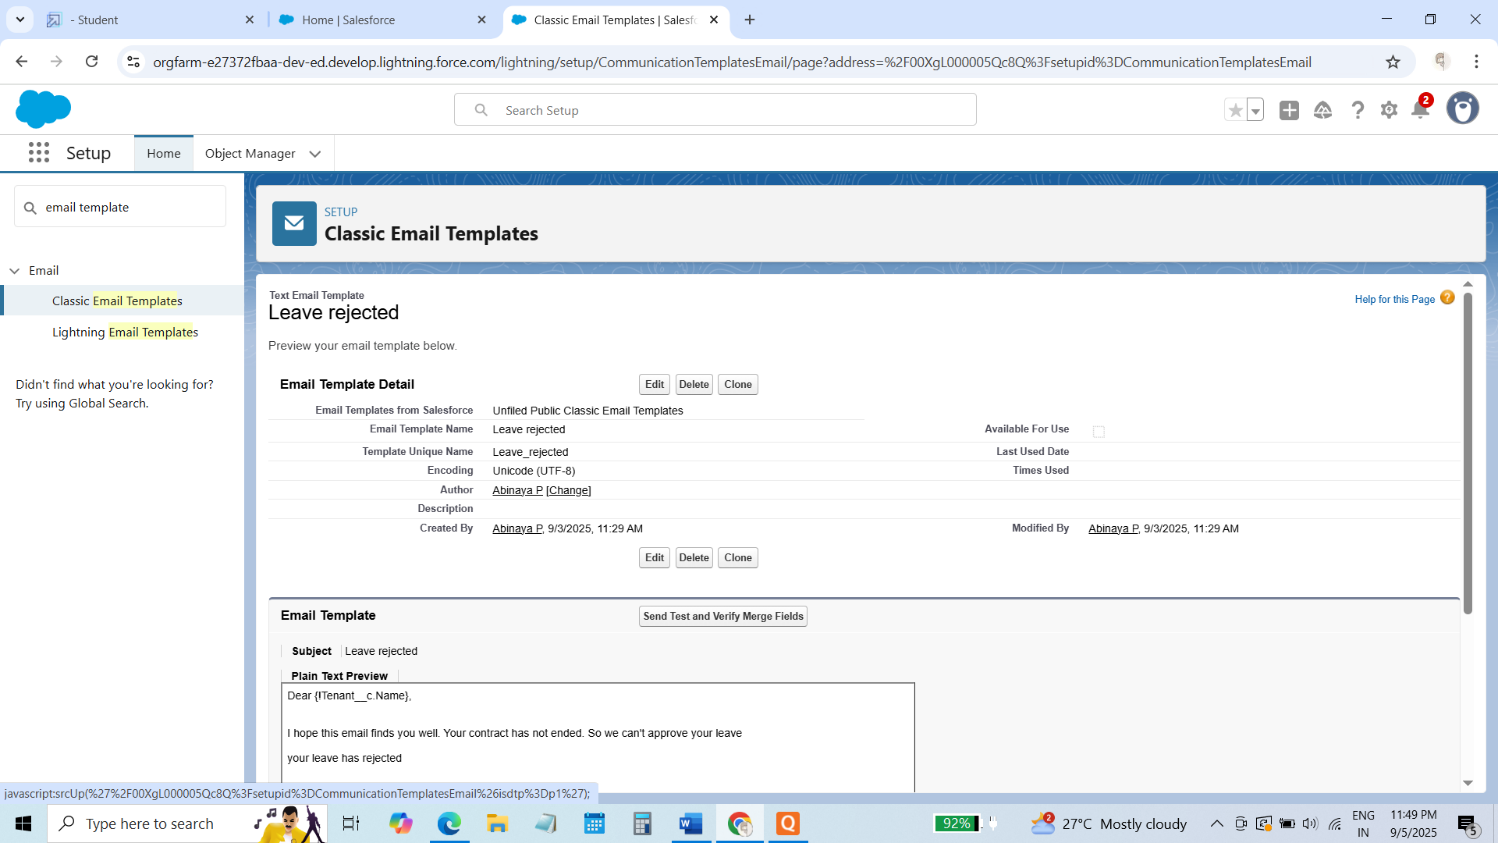 - Student
Home | Salesforce
Classic Email Templates | Salesf
orgfarm-e27372fbaa-dev-ed.develop.lightning.force.com/lightning/setup/CommunicationTemplatesEmail/page?address=%2F00XgL000005Qc8Q%3Fsetupid%3DCommunicationTemplatesEmail
Search Setup
2
Setup
Home
Object Manager
email template
SETUP
Classic Email Templates
Email
Classic Email Templates
Lightning Email Templates
Didn't find what you're looking for?
Try using Global Search.
Text Email Template
Leave rejected
Help for this Page
Preview your email template below.
Email Template Detail
Edit Delete Clone
Email Templates from Salesforce Unfiled Public Classic Email Templates
Email Template Name Leave rejected Available For Use
Template Unique Name Leave_rejected Last Used Date
Encoding Unicode (UTF-8) Times Used
Author Abinaya P [Change]
Description
Created By Abinaya P, 9/3/2025, 11:29 AM Modified By Abinaya P, 9/3/2025, 11:29 AM
Edit Delete Clone
Email Template Send Test and Verify Merge Fields
Subject Leave rejected
Plain Text Preview
Dear {!Tenant__c.Name},
I hope this email finds you well. Your contract has not ended. So we can't approve your leave
your leave has rejected
javascript:srcUp(%27%2F00XgL000005Qc8Q%3Fsetupid%3DCommunicationTemplatesEmail%26isdtp%3Dp1%27);
Type here to search
92%
2
27°C Mostly cloudy
ENG
IN
11:49 PM
9/5/2025
5